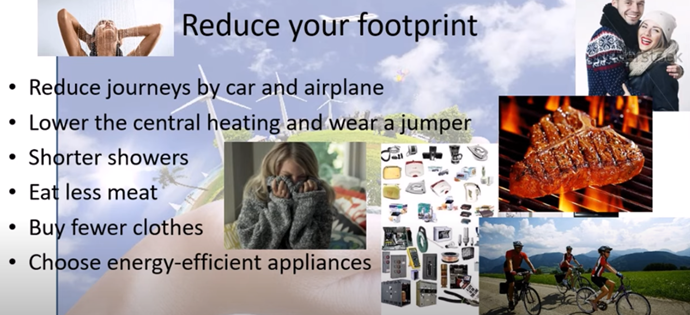 Reduce your footprint
• Reduce journeys by car and airplane
• Lower the central heating and wear a jumper
• Shorter showers
• Eat less meat
• Buy fewer clothes
• Choose energy-efficient appliances